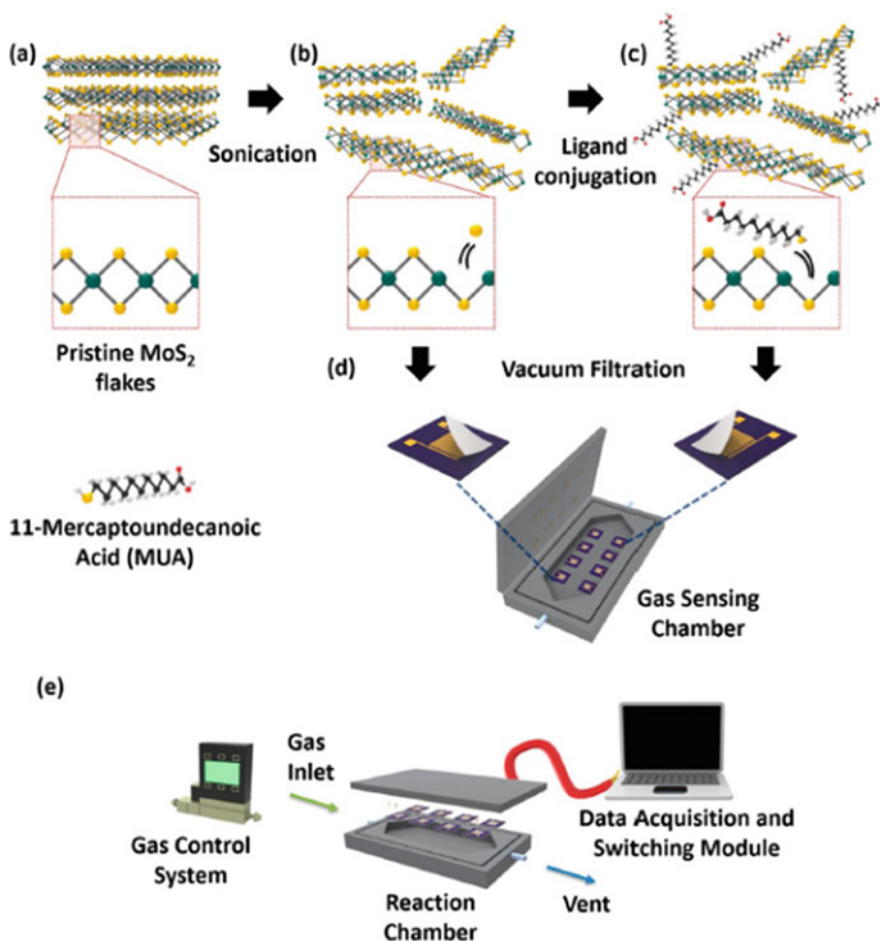 (a)
(b)
(c)
Sonication
Ligand
conjugation
Pristine MoS₂
flakes
(d)
Vacuum Filtration
11-Mercaptoundecanoic
Acid (MUA)
Gas Sensing
Chamber
(e)
Gas
Inlet
Gas Control
System
Reaction
Chamber
Vent
Data Acquisition and
Switching Module